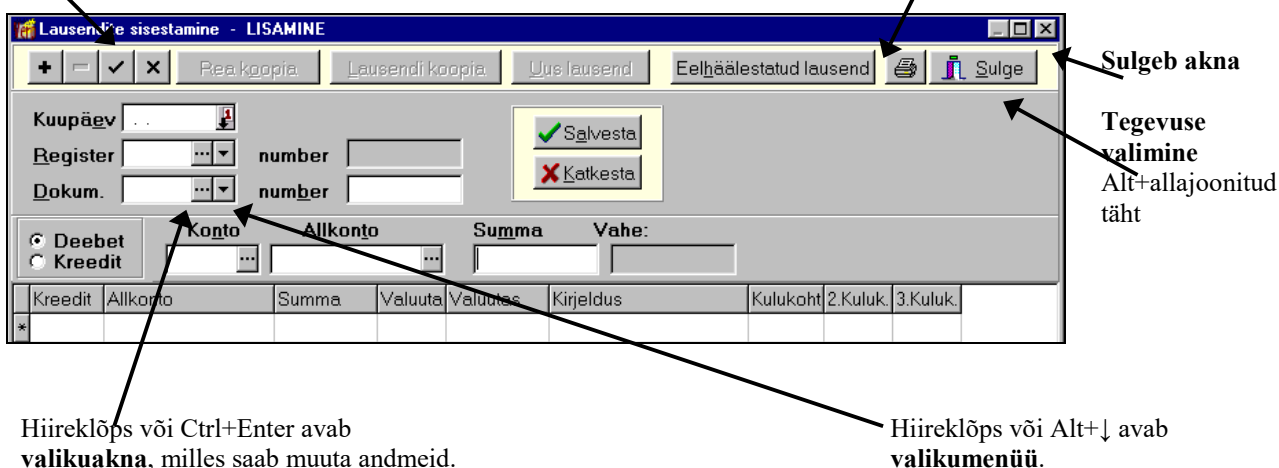 Lausendite sisestamine - LISAMINE
Rea koopia Lausendi koopia Uus lausend Eelhäälestatud lausend Sulge
Sulgeb akna
Kuupäev . .
Register ... number
Dokum. ... number
Salvesta
Katkesta
Tegevuse
valimine
Alt+allajoonitud
täht
Deebet
Kreedit
Konto Allkonto Summa Vahe:
... ...
Kreedit Allkonto Summa Valuuta Valuutas Kirjeldus Kulukoht 2.Kuluk. 3.Kuluk.
*
Hiireklõps või Ctrl+Enter avab
valikuakna, milles saab muuta andmeid.
Hiireklõps või Alt+↓ avab
valikumenüü.